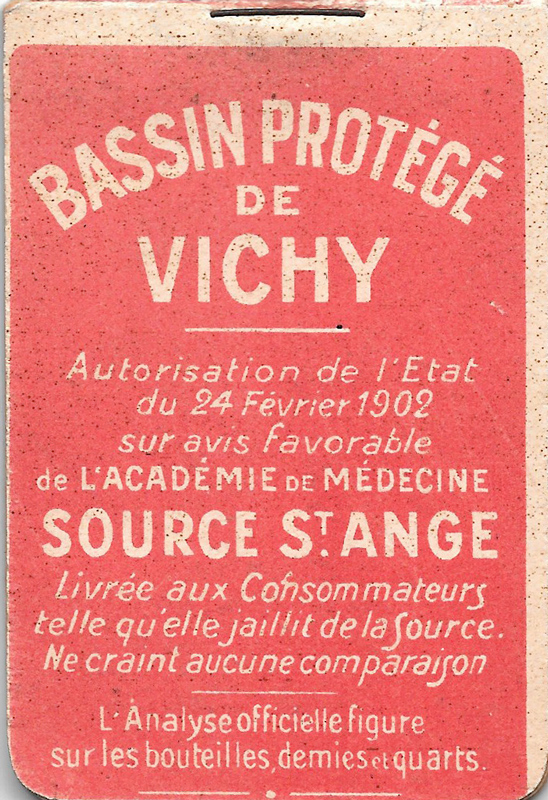 BASSIN PROTÉGÉ
DE
VICHY
Autorisation de l'Etat
du 24 Février 1902
sur avis favorable
de L'ACADÉMIE DE MÉDECINE
SOURCE ST. ANGE
Livrée aux Consommateurs
telle qu'elle jaillit de la Source.
Ne craint aucune comparaison
L'Analyse officielle figure
sur les bouteilles, demies et quarts.